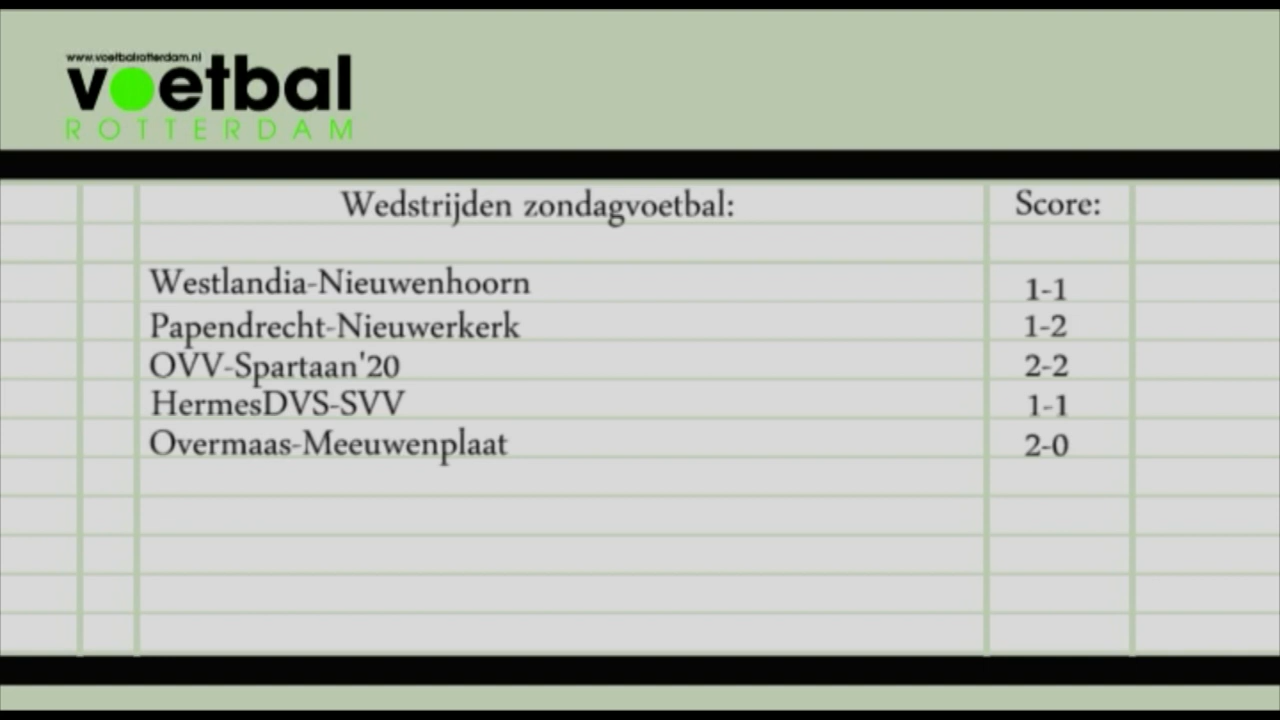 www.voetbalrotterdam.nl
voetbal
ROTTERDAM
Wedstrijden zondagvoetbal: Score:
Westlandia-Nieuwenhoorn 1-1
Papendrecht-Nieuwerkerk 1-2
OVV-Spartaan'20 2-2
HermesDVS-SVV 1-1
Overmaas-Meeuwenplaat 2-0